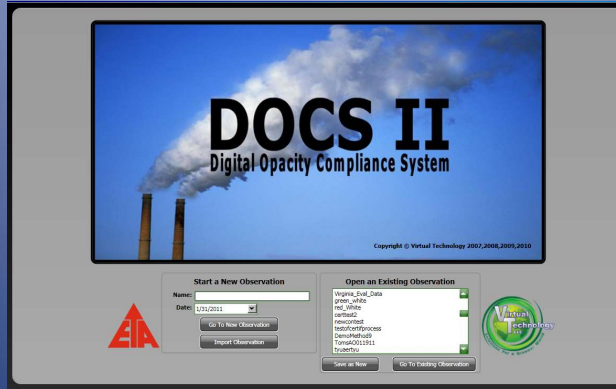 DOCS II
Digital Opacity Compliance System
Copyright © Virtual Technology 2007,2008,2009,2010
Start a New Observation
Name:
Date: 1/31/2011
Go To New Observation
Import Observation
Open an Existing Observation
Virginia_Eval_Data
green_white
red_White
certtest2
newcontest
testofcertifprocess
DemoMethod9
TomsAO011911
tyuaertyu
Save as New
Go To Existing Observation
ETA
Virtual
Technology